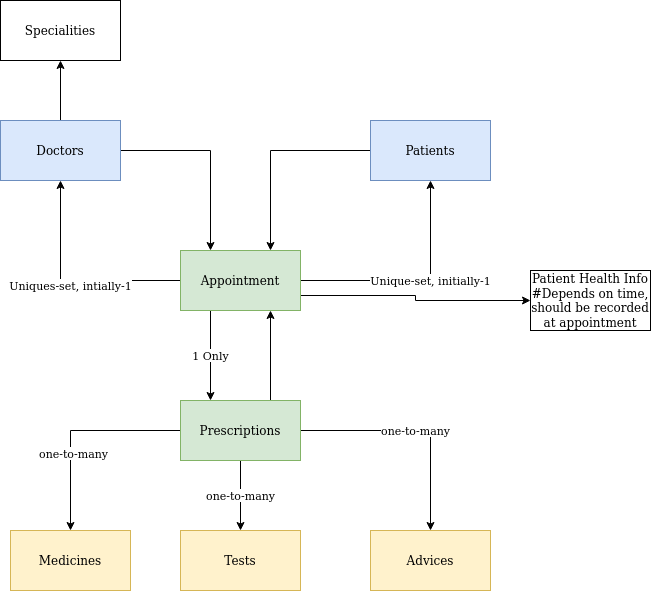 Specialities
Doctors
Patients
Uniques-set, intially-1
Appointment
Unique-set, initially-1
Patient Health Info
#Depends on time,
should be recorded
at appointment
1 Only
Prescriptions
one-to-many
one-to-many
one-to-many
Medicines
Tests
Advices